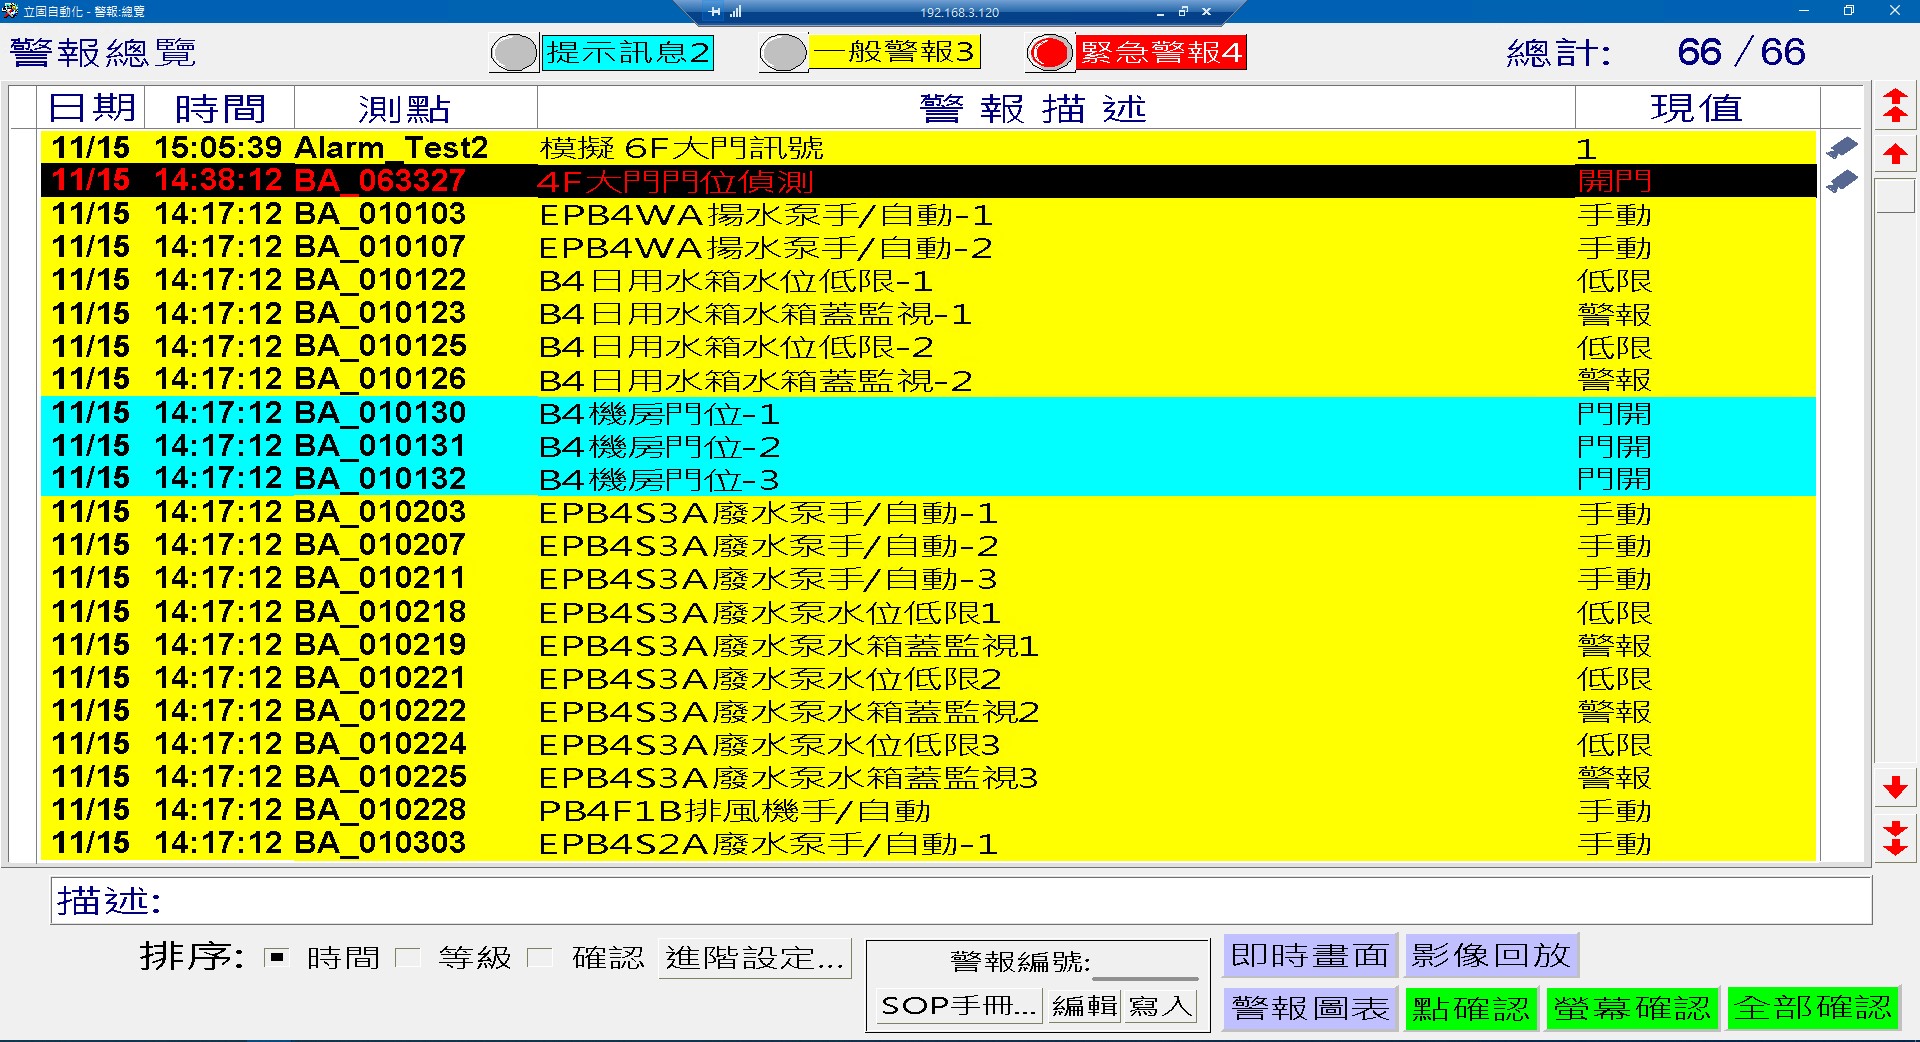 立固自動化 - 警報:總覽
192.168.3.120
警報總覽 提示訊息2 一般警報3 緊急警報4 總計: 66 / 66
日期 時間 測點 警 報 描 述 現值
11/15 15:05:39 Alarm_Test2 模擬 6F大門訊號 1
11/15 14:38:12 BA_063327 4F大門門位偵測 開門
11/15 14:17:12 BA_010103 EPB4WA揚水泵手/自動-1 手動
11/15 14:17:12 BA_010107 EPB4WA揚水泵手/自動-2 手動
11/15 14:17:12 BA_010122 B4日用水箱水位低限-1 低限
11/15 14:17:12 BA_010123 B4日用水箱水箱蓋監視-1 警報
11/15 14:17:12 BA_010125 B4日用水箱水位低限-2 低限
11/15 14:17:12 BA_010126 B4日用水箱水箱蓋監視-2 警報
11/15 14:17:12 BA_010130 B4機房門位-1 門開
11/15 14:17:12 BA_010131 B4機房門位-2 門開
11/15 14:17:12 BA_010132 B4機房門位-3 門開
11/15 14:17:12 BA_010203 EPB4S3A廢水泵手/自動-1 手動
11/15 14:17:12 BA_010207 EPB4S3A廢水泵手/自動-2 手動
11/15 14:17:12 BA_010211 EPB4S3A廢水泵手/自動-3 手動
11/15 14:17:12 BA_010218 EPB4S3A廢水泵水位低限1 低限
11/15 14:17:12 BA_010219 EPB4S3A廢水泵水箱蓋監視1 警報
11/15 14:17:12 BA_010221 EPB4S3A廢水泵水位低限2 低限
11/15 14:17:12 BA_010222 EPB4S3A廢水泵水箱蓋監視2 警報
11/15 14:17:12 BA_010224 EPB4S3A廢水泵水位低限3 低限
11/15 14:17:12 BA_010225 EPB4S3A廢水泵水箱蓋監視3 警報
11/15 14:17:12 BA_010228 PB4F1B排風機手/自動 手動
11/15 14:17:12 BA_010303 EPB4S2A廢水泵手/自動-1 手動
描述:
排序: 時間 等級 確認 進階設定... 警報編號: 即時畫面 影像回放
SOP手冊... 編輯 寫入 警報圖表 點確認 螢幕確認 全部確認